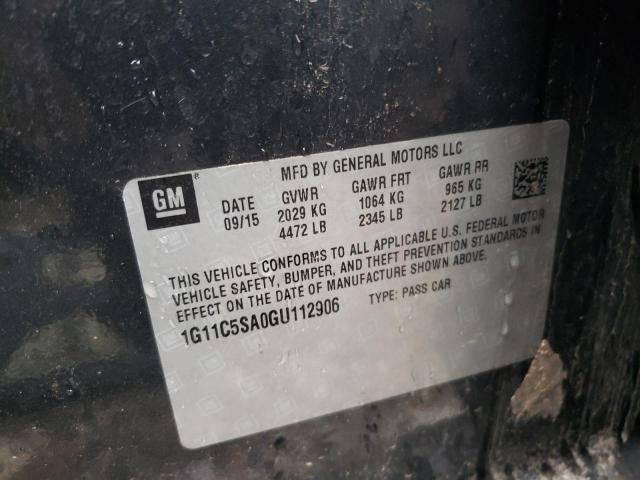 MFD BY GENERAL MOTORS LLC
GM ®
DATE GVWR GAWR FRT GAWR RR
09/15 2029 KG 1064 KG 965 KG
4472 LB 2345 LB 2127 LB
THIS VEHICLE CONFORMS TO ALL APPLICABLE U.S. FEDERAL MOTOR
VEHICLE SAFETY, BUMPER, AND THEFT PREVENTION STANDARDS IN
EFFECT ON THE DATE OF MANUFACTURE SHOWN ABOVE.
1G11C5SA0GU112906 TYPE: PASS CAR